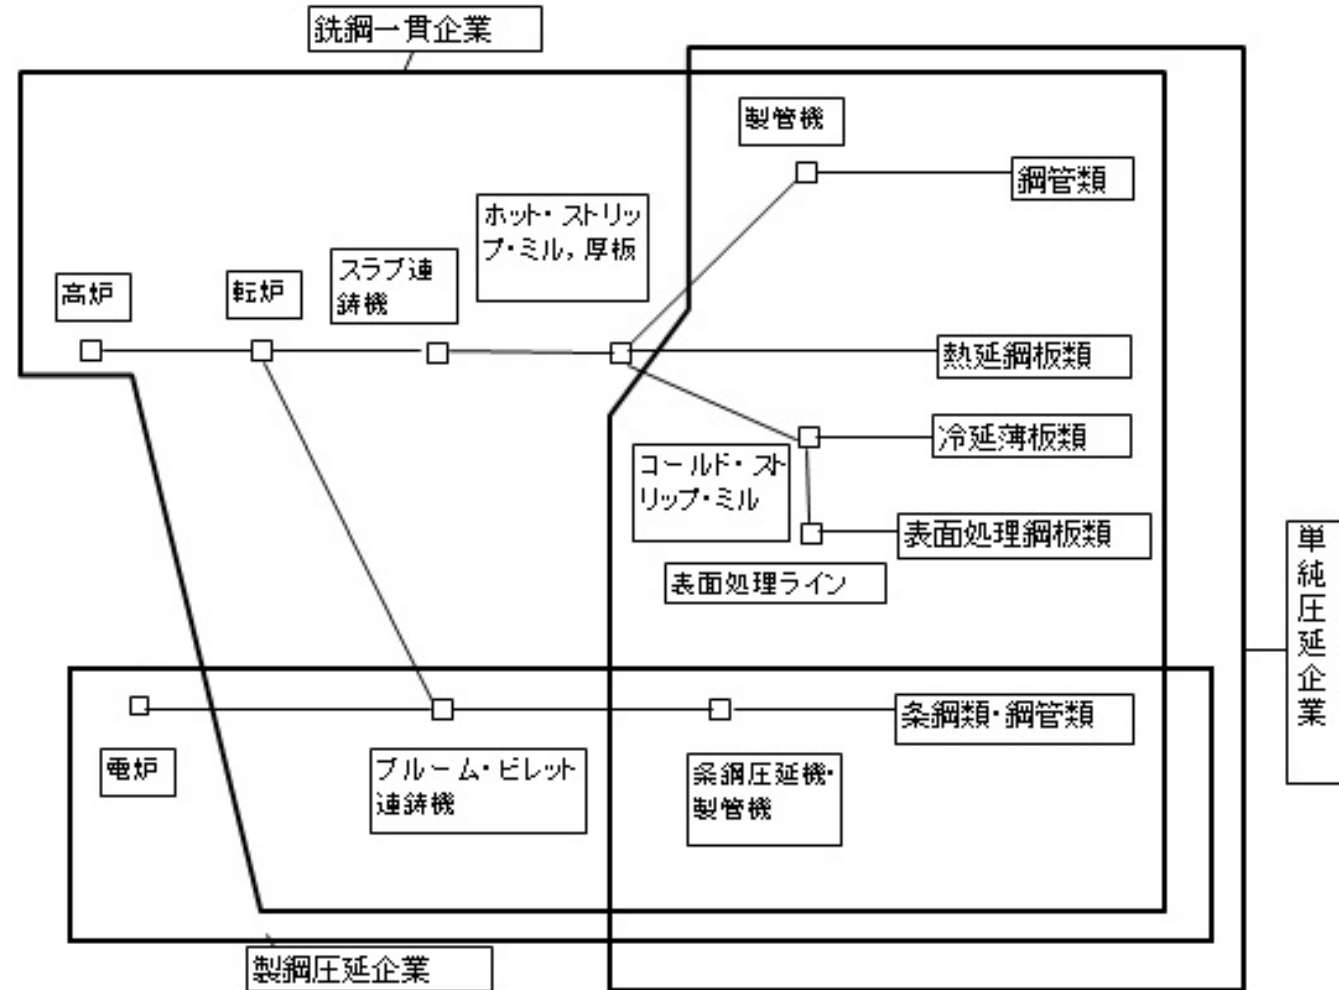 銑鋼一貫企業
製管機
鋼管類
ホット・ストリッ
プ・ミル，厚板
スラブ連
鋳機
高炉
転炉
熱延鋼板類
冷延薄板類
コールド・スト
リップ・ミル
表面処理鋼板類
表面処理ライン
単純圧延企業
条鋼類・鋼管類
電炉
ブルーム・ビレット
連鋳機
条鋼圧延機・
製管機
製鋼圧延企業